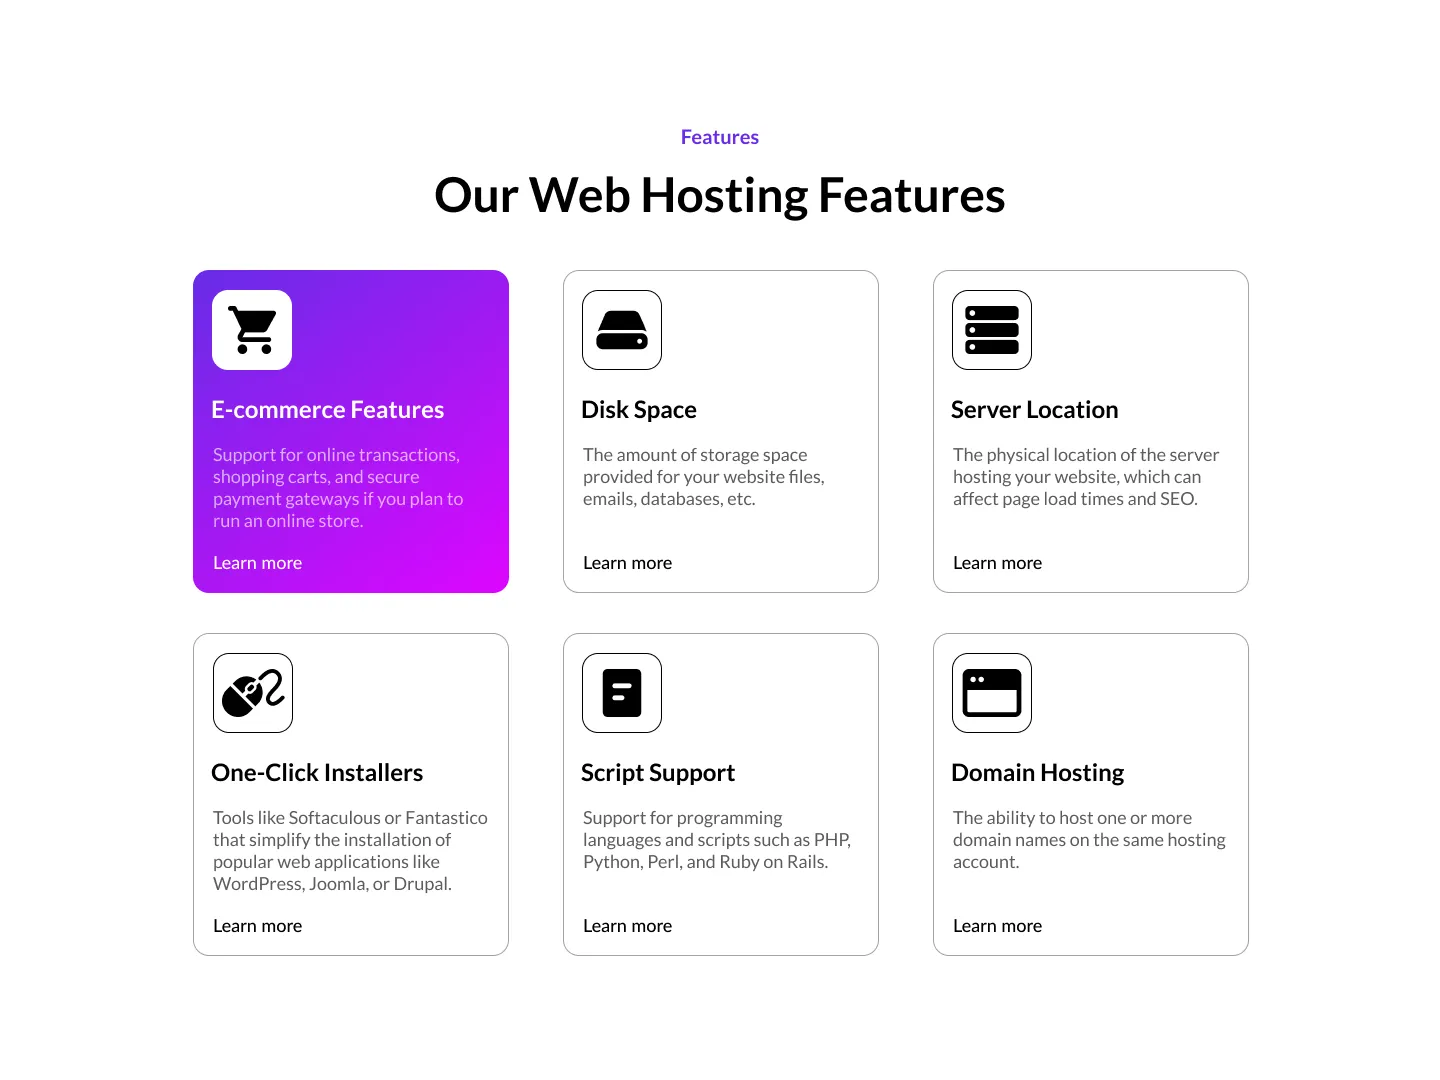 Features
Our Web Hosting Features
E-commerce Features
Support for online transactions,
shopping carts, and secure
payment gateways if you plan to
run an online store.
Learn more
Disk Space
The amount of storage space
provided for your website files,
emails, databases, etc.
Learn more
Server Location
The physical location of the server
hosting your website, which can
affect page load times and SEO.
Learn more
One-Click Installers
Tools like Softaculous or Fantastico
that simplify the installation of
popular web applications like
WordPress, Joomla, or Drupal.
Learn more
Script Support
Support for programming
languages and scripts such as PHP,
Python, Perl, and Ruby on Rails.
Learn more
Domain Hosting
The ability to host one or more
domain names on the same hosting
account.
Learn more